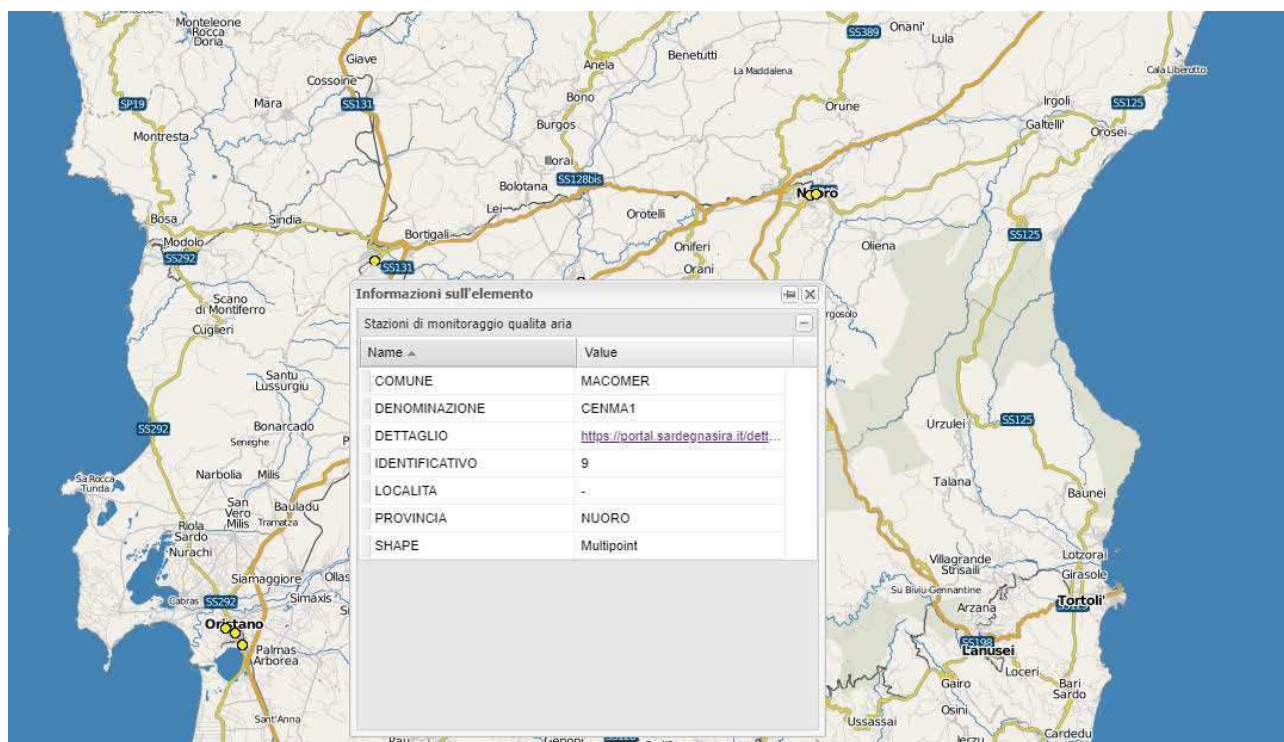 Monteleone
Rocca
Doria
Giave
Cossoine
Mara
SP19
SS131
Montresta
Anela
Benetutti
La Maddalena
Bono
Burgos
Illorai
SS128bis
Bolotana
Lei
Orotelli
SS389
Onani'
Lula
Cala Liberotto
Orune
Irgoli
SS125
Galtelli'
Orosei
Nuoro
Bosa
Sindia
Modolo
SS292
Bortigali
SS131
Oniferi
Orani
Oliena
SS125
Scano
di Montiferro
Cuglieri
Santu
Lussurgiu
SS292
Bonarcado
Seneghe
Narbolia
Milis
Sa Rocca
Tunda
San
Vero
Milis
Bauladu
Tramatza
Riola
Sardo
Nurachi
Siamaggiore
Cabras
SS292
Simaxis
Oristano
Palmas
Arborea
Sant'Anna
Informazioni sull'elemento
Stazioni di monitoraggio qualita aria
Name Value
COMUNE MACOMER
DENOMINAZIONE CENMA1
DETTAGLIO https://portal.sardegnasira.it/dett...
IDENTIFICATIVO 9
LOCALITA -
PROVINCIA NUORO
SHAPE Multipoint
Urzulei
SS125
Talana
Baunei
Villagrande
Strisaili
Lotzorai
Girasole
Su Biviu-Gennantine
Arzana
Tortoli'
SS198
Lanusei
Loceri
Gairo
Bari
Sardo
Osini
Ussassai
Cardedu
Jerzu